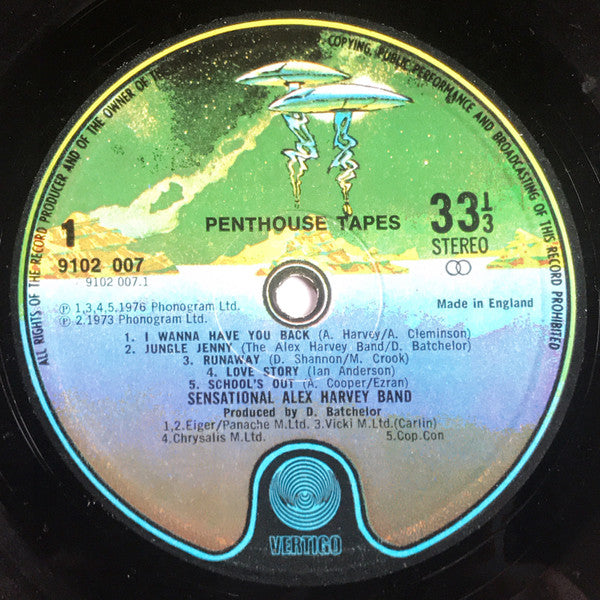 ALL RIGHTS OF THE RECORD PRODUCER AND OF THE OWNER OF
COPYING, PUBLIC PERFORMANCE AND BROADCASTING OF THIS RECORD PROHIBITED
1
PENTHOUSE TAPES
33 1/3
STEREO
9102 007
9102 007.1
Made in England
Ⓟ 1,3,4,5.1976 Phonogram Ltd.
Ⓟ 2.1973 Phonogram Ltd.
1. I WANNA HAVE YOU BACK (A. Harvey/A. Cleminson)
2. JUNGLE JENNY (The Alex Harvey Band/D. Batchelor)
3. RUNAWAY (D. Shannon/M. Crook)
4. LOVE STORY (Ian Anderson)
5. SCHOOL'S OUT (A. Cooper/Ezran)
SENSATIONAL ALEX HARVEY BAND
Produced by D. Batchelor
1,2.Eiger/Panache M.Ltd. 3.Vicki M.Ltd.(Carlin)
4.Chrysalis M.Ltd. 5.Cop.Con
VERTIGO